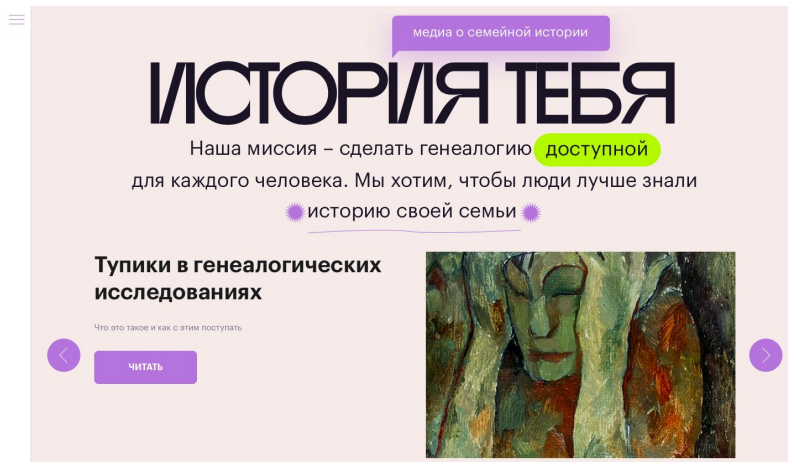 медиа о семейной истории
ИСТОРИЯ ТЕБЯ
Наша миссия – сделать генеалогию доступной
для каждого человека. Мы хотим, чтобы люди лучше знали
историю своей семьи
Тупики в генеалогических
исследованиях
Что это такое и как с этим поступать
ЧИТАТЬ